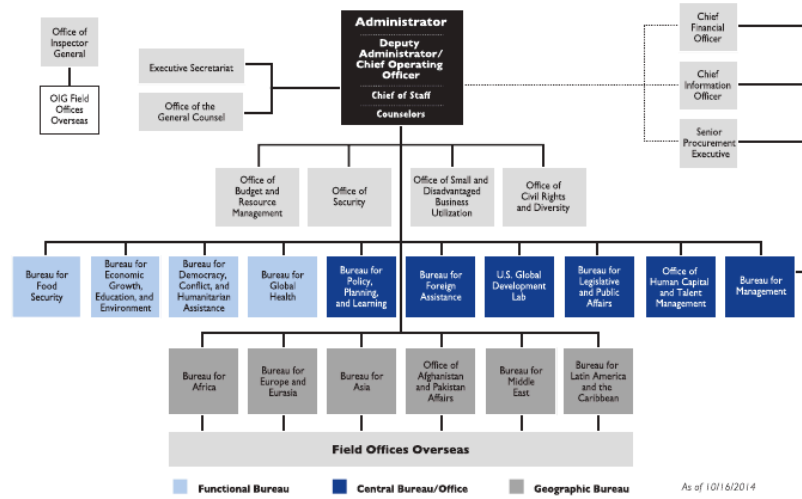 Administrator
Deputy
Administrator/
Chief Operating
Officer
Chief of Staff
Counselors
Office of
Inspector
General
OIG Field
Offices
Overseas
Executive Secretariat
Office of the
General Counsel
Chief
Financial
Officer
Chief
Information
Officer
Senior
Procurement
Executive
Office of
Budget and
Resource
Management
Office of
Security
Office of Small and
Disadvantaged
Business
Utilization
Office of
Civil Rights
and Diversity
Bureau for
Food
Security
Bureau for
Economic
Growth,
Education, and
Environment
Bureau for
Democracy,
Conflict, and
Humanitarian
Assistance
Bureau for
Global
Health
Bureau for
Policy,
Planning,
and Learning
Bureau for
Foreign
Assistance
U.S. Global
Development
Lab
Bureau for
Legislative
and Public
Affairs
Office of
Human Capital
and Talent
Management
Bureau for
Management
Bureau for
Africa
Bureau for
Europe and
Eurasia
Bureau for
Asia
Office of
Afghanistan
and Pakistan
Affairs
Bureau for
Middle
East
Bureau for
Latin America
and the
Caribbean
Field Offices Overseas
Functional Bureau
Central Bureau/Office
Geographic Bureau
As of 10/16/2014